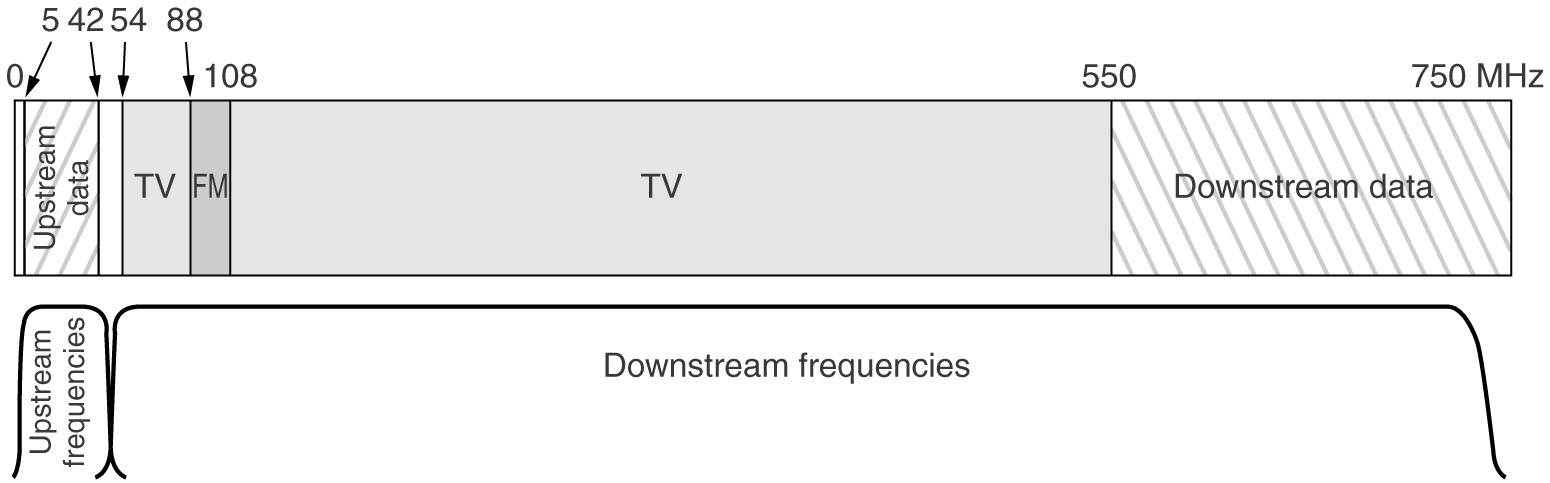 5 42 54 88
0 108 550 750 MHz
Upstream
data
TV
FM
TV
Downstream data
Upstream
frequencies
Downstream frequencies